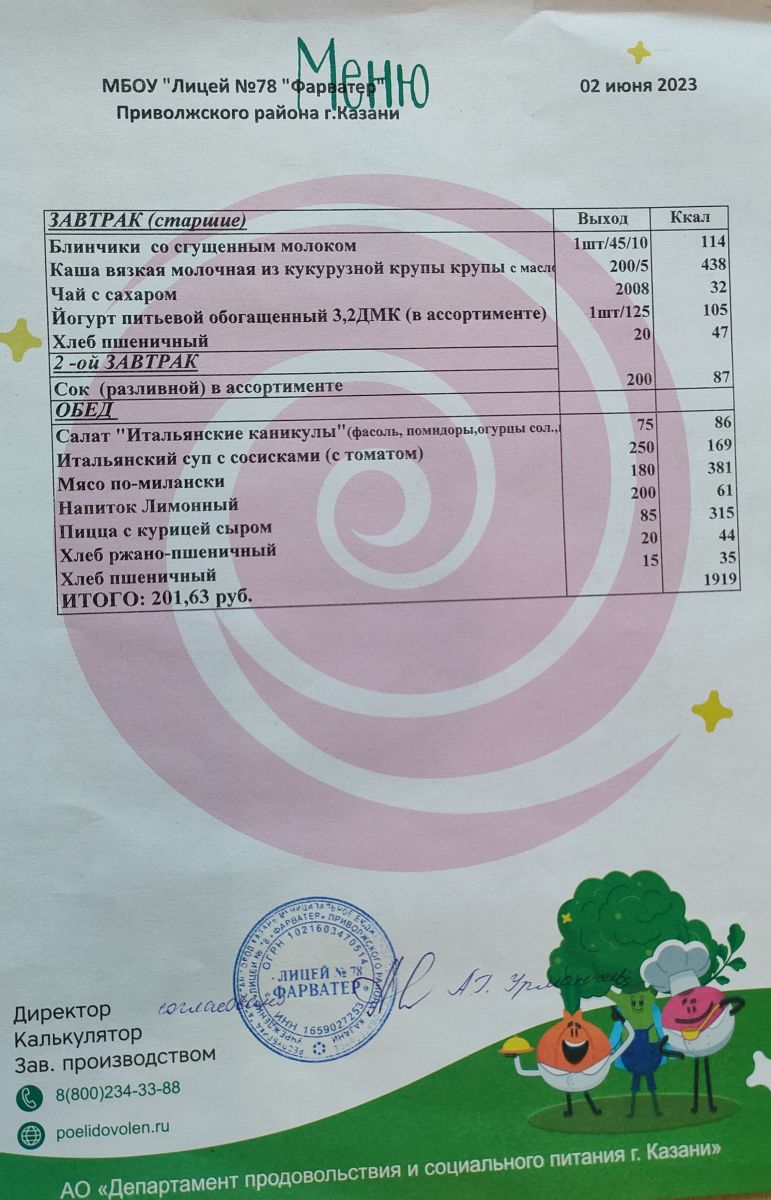 Меню
МБОУ "Лицей №78 "Фарватер"
02 июня 2023
Приволжского района г.Казани
ЗАВТРАК (старшие) Выход Ккал
Блинчики со сгущенным молоком 1шт/45/10 114
Каша вязкая молочная из кукурузной крупы крупы с масло 200/5 438
Чай с сахаром 2008 32
Йогурт питьевой обогащенный 3,2ДМК (в ассортименте) 1шт/125 105
Хлеб пшеничный 20 47
2 -ой ЗАВТРАК
Сок (разливной) в ассортименте 200 87
ОБЕД
Салат "Итальянские каникулы"(фасоль, помидоры,огурцы сол., 75 86
Итальянский суп с сосисками (с томатом) 250 169
Мясо по-милански 180 381
Напиток Лимонный 200 61
Пицца с курицей сыром 85 315
Хлеб ржано-пшеничный 20 44
Хлеб пшеничный 15 35
ИТОГО: 201,63 руб. 1919
ОГРН 1021603470514
ЛИЦЕЙ № 78
"ФАРВАТЕР"
ИНН 1659027253
Директор
Калькулятор
Зав. производством
8(800)234-33-88
poelidovolen.ru
АО «Департамент продовольствия и социального питания г. Казани»